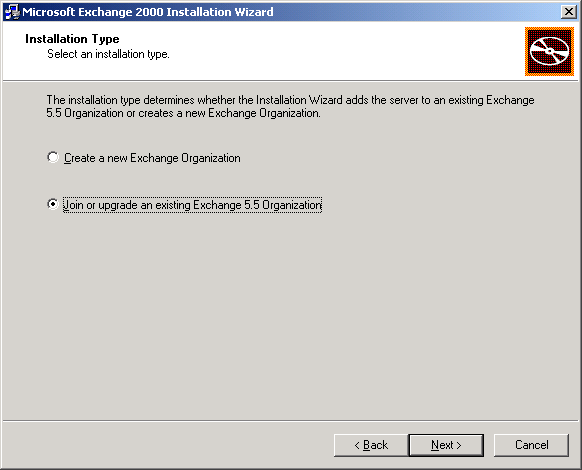 Microsoft Exchange 2000 Installation Wizard
Installation Type
Select an installation type.
The installation type determines whether the Installation Wizard adds the server to an existing Exchange
5.5 Organization or creates a new Exchange Organization.
Create a new Exchange Organization
Join or upgrade an existing Exchange 5.5 Organization
< Back Next > Cancel